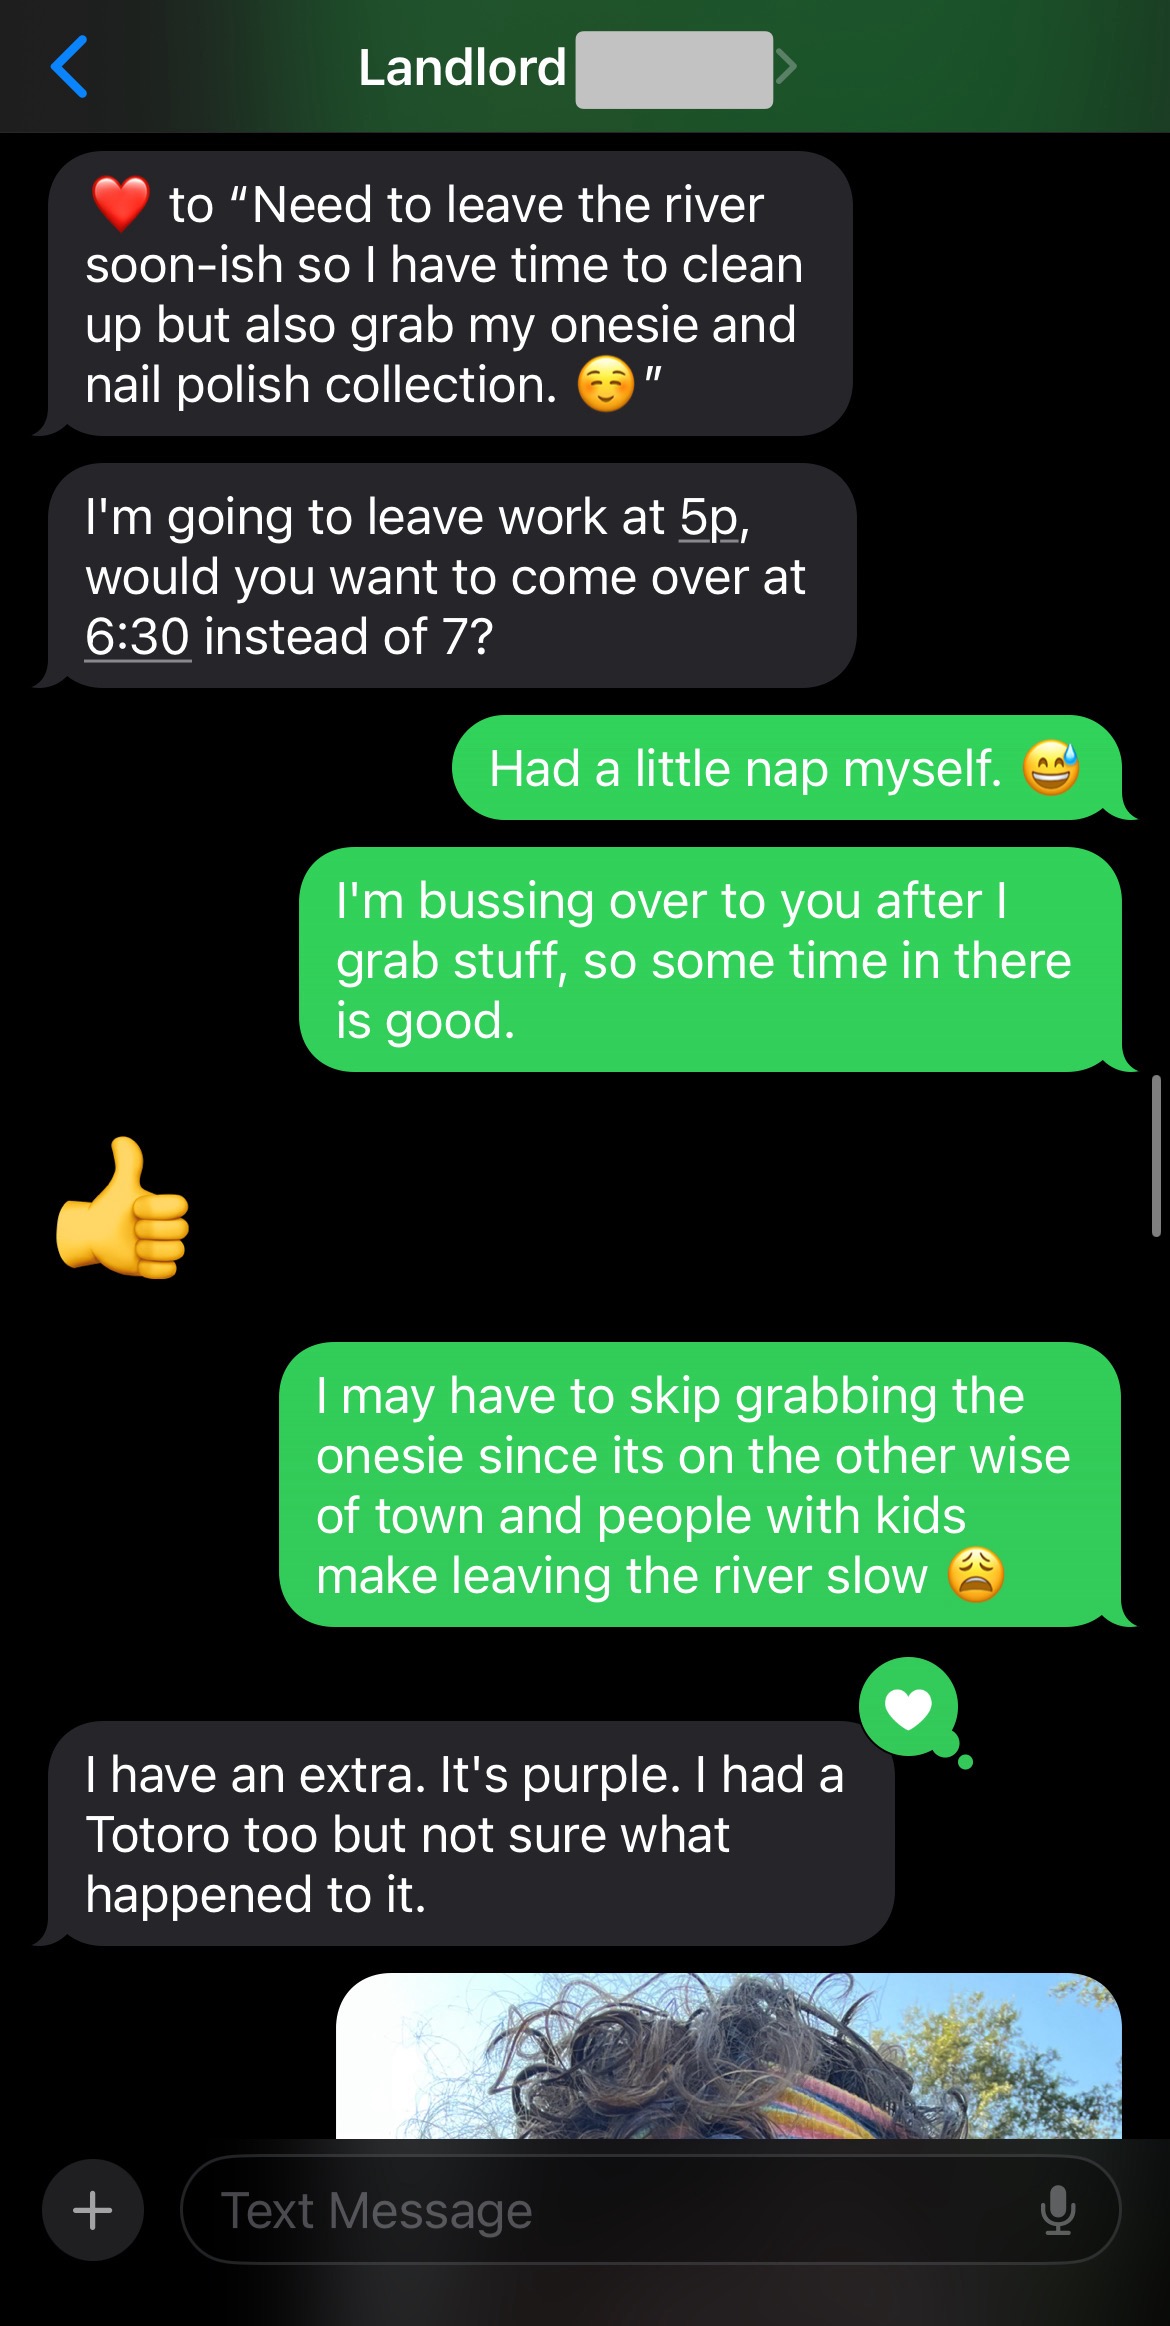 Landlord
❤️ to “Need to leave the river
soon-ish so I have time to clean
up but also grab my onesie and
nail polish collection. ☺️”
I'm going to leave work at 5p,
would you want to come over at
6:30 instead of 7?
Had a little nap myself. 😅
I'm bussing over to you after I
grab stuff, so some time in there
is good.
👍
I may have to skip grabbing the
onesie since its on the other wise
of town and people with kids
make leaving the river slow 😩
I have an extra. It's purple. I had a
Totoro too but not sure what
happened to it.
Text Message